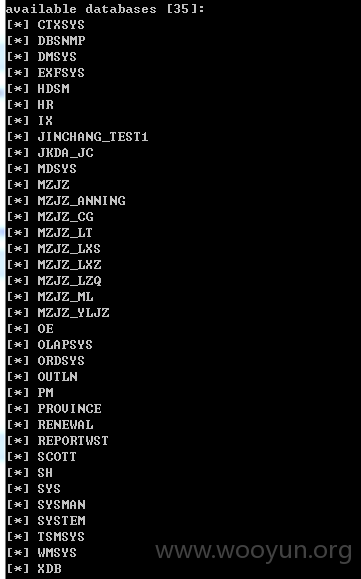 available databases [35]:
[*] CTXSYS
[*] DBSNMP
[*] DMSYS
[*] EXFSYS
[*] HDSM
[*] HR
[*] IX
[*] JINCHANG_TEST1
[*] JKDA_JC
[*] MDSYS
[*] MZJZ
[*] MZJZ_ANNING
[*] MZJZ_CG
[*] MZJZ_LT
[*] MZJZ_LXS
[*] MZJZ_LXZ
[*] MZJZ_LZQ
[*] MZJZ_ML
[*] MZJZ_YLJZ
[*] OE
[*] OLAPSYS
[*] ORDSYS
[*] OUTLN
[*] PM
[*] PROVINCE
[*] RENEWAL
[*] REPORTWST
[*] SCOTT
[*] SH
[*] SYS
[*] SYSMAN
[*] SYSTEM
[*] TSMSYS
[*] WMSYS
[*] XDB
www.wooyun.org